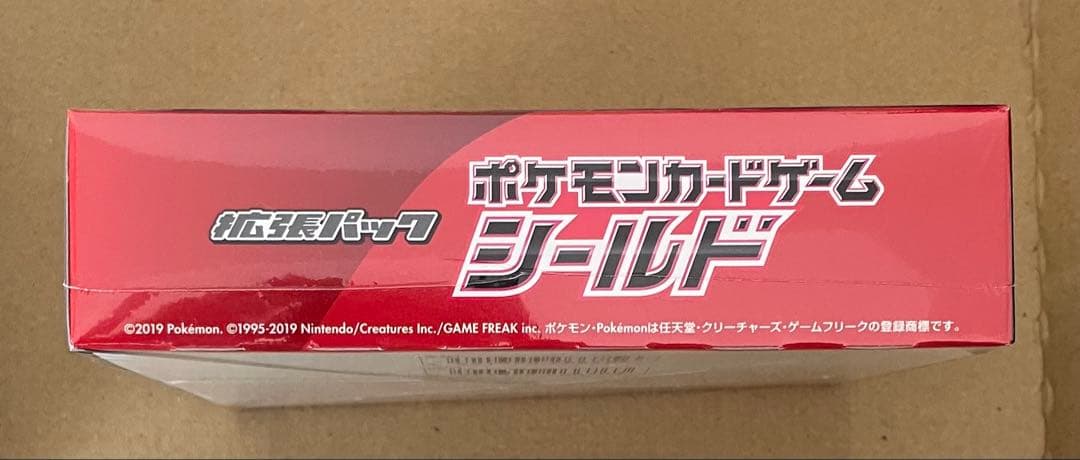 拡張パック
ポケモンカードゲーム
シールド
©2019 Pokémon. ©1995-2019 Nintendo/Creatures Inc./GAME FREAK inc. ポケモン・Pokémonは任天堂・クリーチャーズ・ゲームフリークの登録商標です。